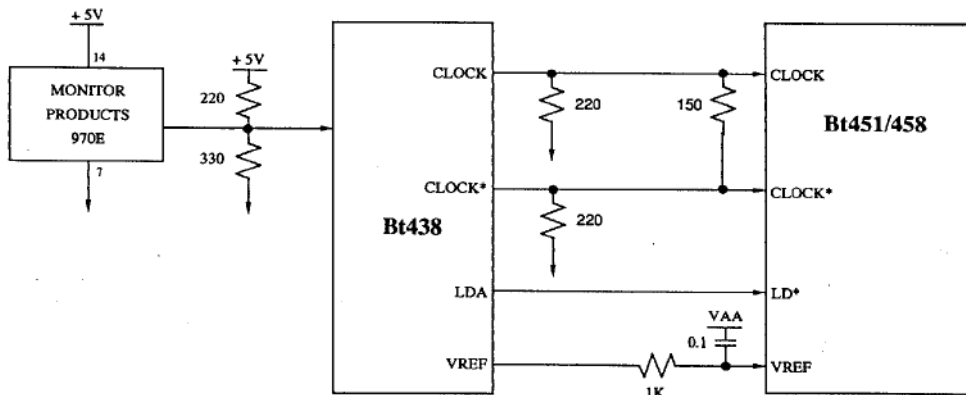 + 5V
14
MONITOR
PRODUCTS
970E
7
+ 5V
220
330
CLOCK
CLOCK*
Bt438
LDA
VREF
220
150
220
VAA
0.1
1K
CLOCK
Bt451/458
CLOCK*
LD*
VREF